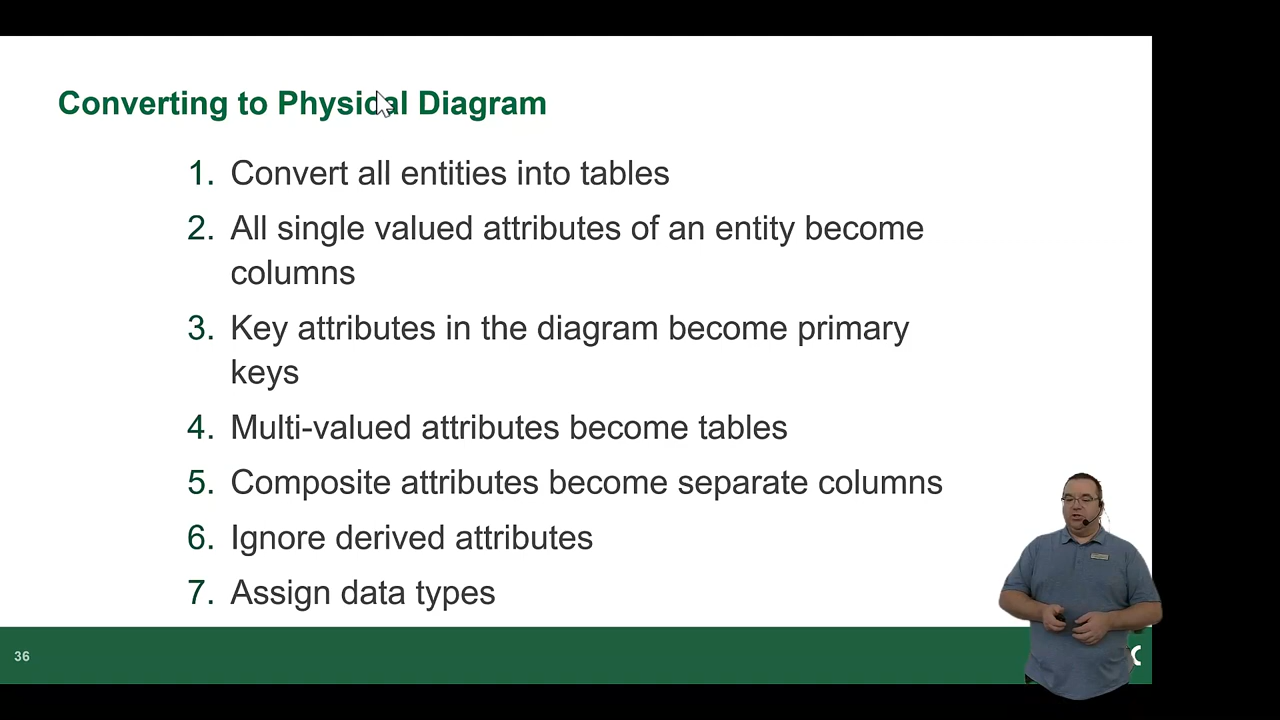 Converting to Physical Diagram
1. Convert all entities into tables
2. All single valued attributes of an entity become
columns
3. Key attributes in the diagram become primary
keys
4. Multi-valued attributes become tables
5. Composite attributes become separate columns
6. Ignore derived attributes
7. Assign data types
36